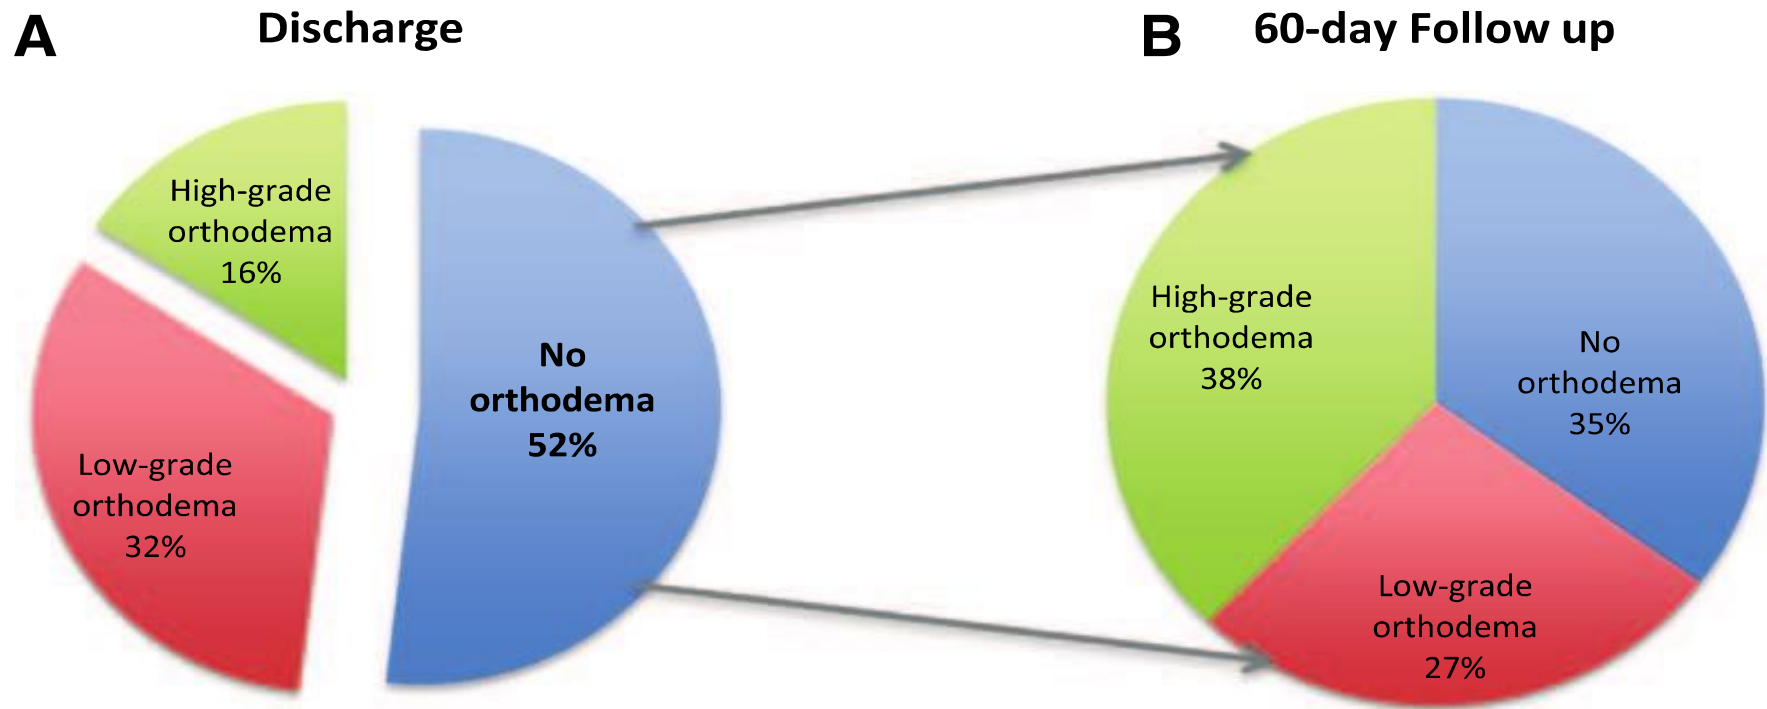 A
Discharge
High-grade
orthodema
16%
Low-grade
orthodema
32%
No
orthodema
52%
B
60-day Follow up
High-grade
orthodema
38%
No
orthodema
35%
Low-grade
orthodema
27%